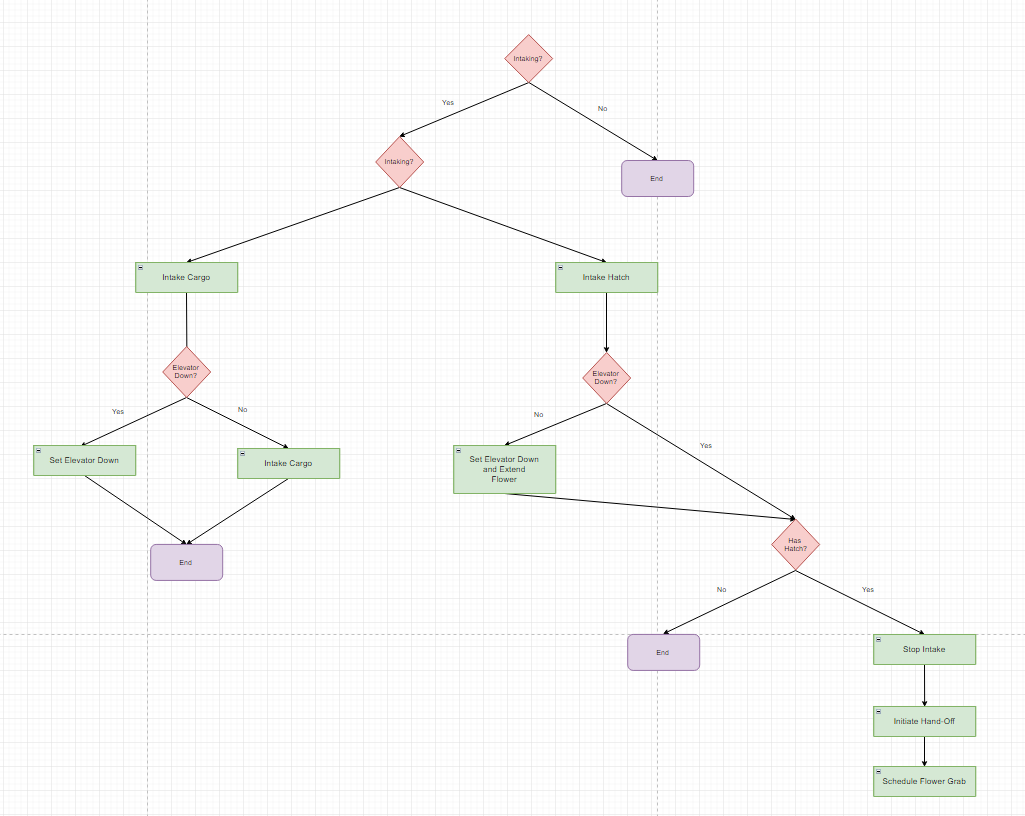 Intaking?
Yes
No
Intaking?
End
Intake Cargo
Intake Hatch
Elevator
Down?
Elevator
Down?
Yes
No
No
Yes
Set Elevator Down
Intake Cargo
Set Elevator Down
and Extend
Flower
Has
Hatch?
End
No
Yes
End
Stop Intake
Initiate Hand-Off
Schedule Flower Grab